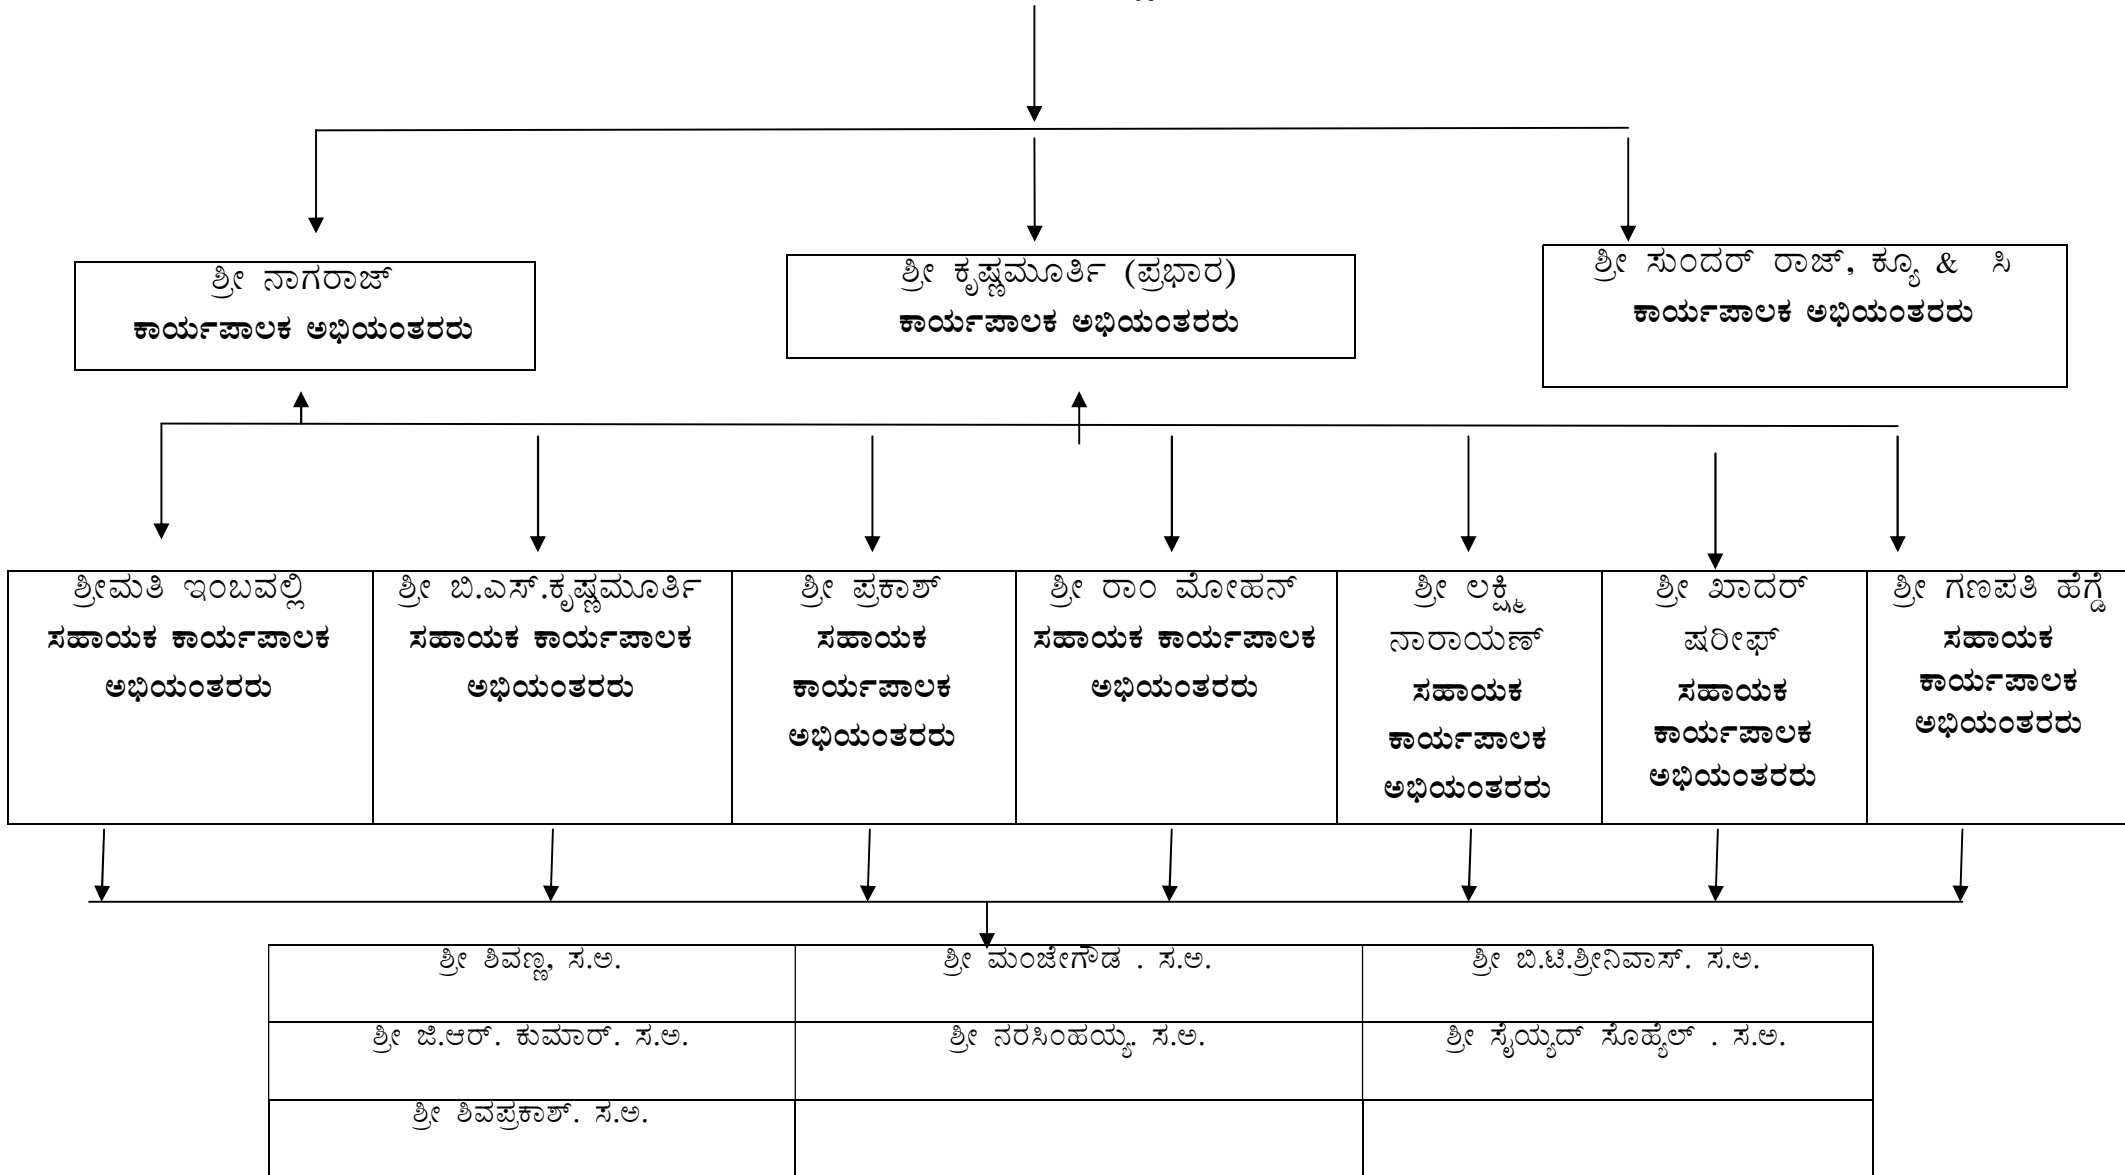 ಶ್ರೀ ನಾಗರಾಜ್
ಕಾರ್ಯಪಾಲಕ ಅಭಿಯಂತರರು
ಶ್ರೀ ಕೃಷ್ಣಮೂರ್ತಿ (ಪ್ರಭಾರ)
ಕಾರ್ಯಪಾಲಕ ಅಭಿಯಂತರರು
ಶ್ರೀ ಸುಂದರ್ ರಾಜ್, ಕ್ಯೂ & ಸಿ
ಕಾರ್ಯಪಾಲಕ ಅಭಿಯಂತರರು
ಶ್ರೀಮತಿ ಇಂಬವಲ್ಲಿ
ಸಹಾಯಕ ಕಾರ್ಯಪಾಲಕ
ಅಭಿಯಂತರರು
ಶ್ರೀ ಬಿ.ಎಸ್.ಕೃಷ್ಣಮೂರ್ತಿ
ಸಹಾಯಕ ಕಾರ್ಯಪಾಲಕ
ಅಭಿಯಂತರರು
ಶ್ರೀ ಪ್ರಕಾಶ್
ಸಹಾಯಕ
ಕಾರ್ಯಪಾಲಕ
ಅಭಿಯಂತರರು
ಶ್ರೀ ರಾಂ ಮೋಹನ್
ಸಹಾಯಕ ಕಾರ್ಯಪಾಲಕ
ಅಭಿಯಂತರರು
ಶ್ರೀ ಲಕ್ಷ್ಮಿ
ನಾರಾಯಣ್
ಸಹಾಯಕ
ಕಾರ್ಯಪಾಲಕ
ಅಭಿಯಂತರರು
ಶ್ರೀ ಖಾದರ್
ಷರೀಫ್
ಸಹಾಯಕ
ಕಾರ್ಯಪಾಲಕ
ಅಭಿಯಂತರರು
ಶ್ರೀ ಗಣಪತಿ ಹೆಗ್ಡೆ
ಸಹಾಯಕ
ಕಾರ್ಯಪಾಲಕ
ಅಭಿಯಂತರರು
ಶ್ರೀ ಶಿವಣ್ಣ, ಸ.ಅ.
ಶ್ರೀ ಮಂಜೇಗೌಡ . ಸ.ಅ.
ಶ್ರೀ ಬಿ.ಟಿ.ಶ್ರೀನಿವಾಸ್. ಸ.ಅ.
ಶ್ರೀ ಜಿ.ಆರ್. ಕುಮಾರ್. ಸ.ಅ.
ಶ್ರೀ ನರಸಿಂಹಯ್ಯ. ಸ.ಅ.
ಶ್ರೀ ಸೈಯ್ಯದ್ ಸೊಹೈಲ್ . ಸ.ಅ.
ಶ್ರೀ ಶಿವಪ್ರಕಾಶ್. ಸ.ಅ.